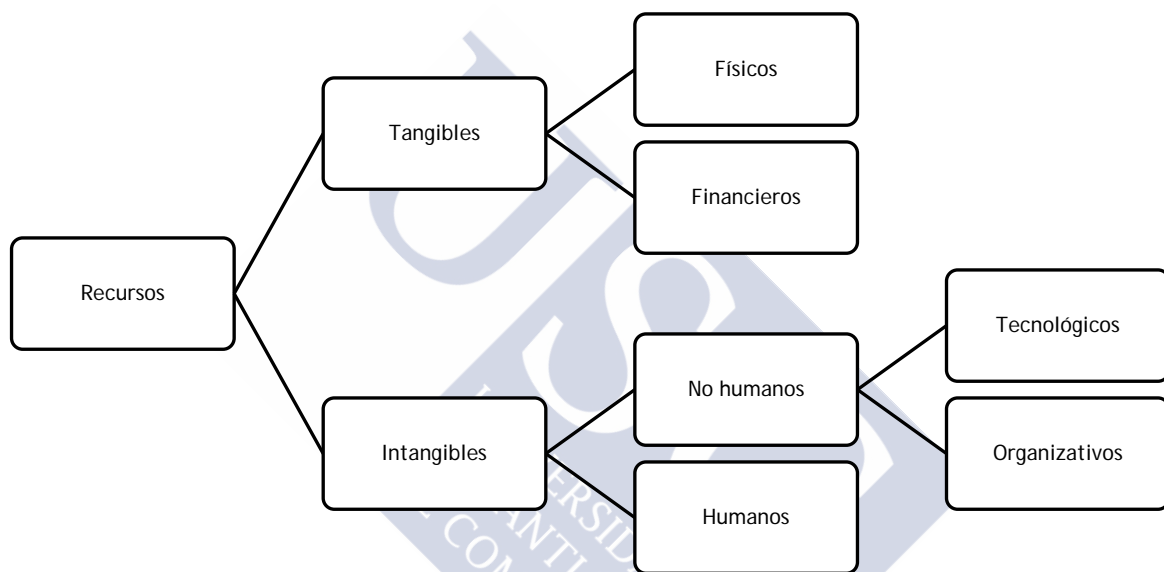 Físicos
Tangibles
Financieros
Recursos
Tecnológicos
No humanos
Intangibles
Organizativos
Humanos